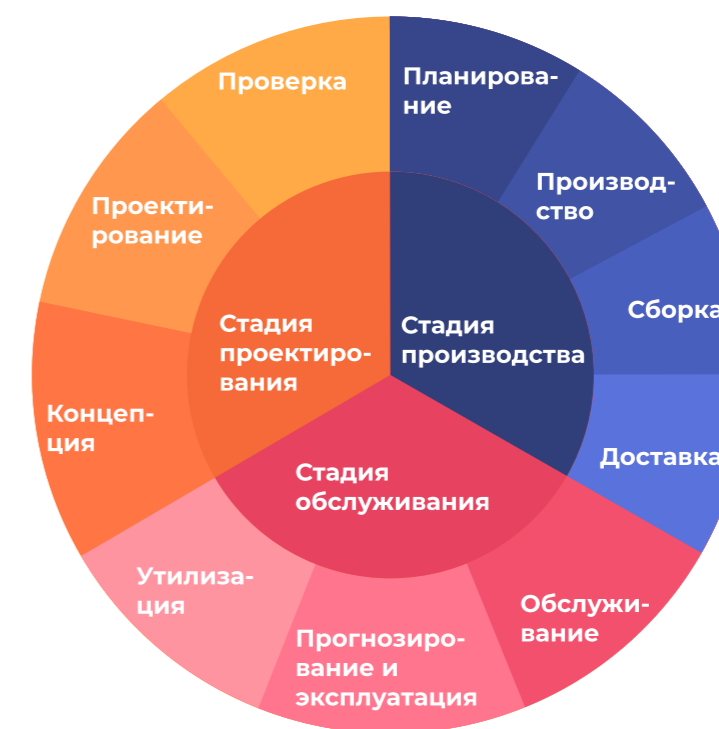 Проверка
Планирова-
ние
Производ-
ство
Проекти-
рование
Сборка
Стадия
проектиро-
вания
Стадия
производства
Концеп-
ция
Доставка
Стадия
обслуживания
Утилиза-
ция
Обслужи-
вание
Прогнозиро-
вание и
эксплуатация